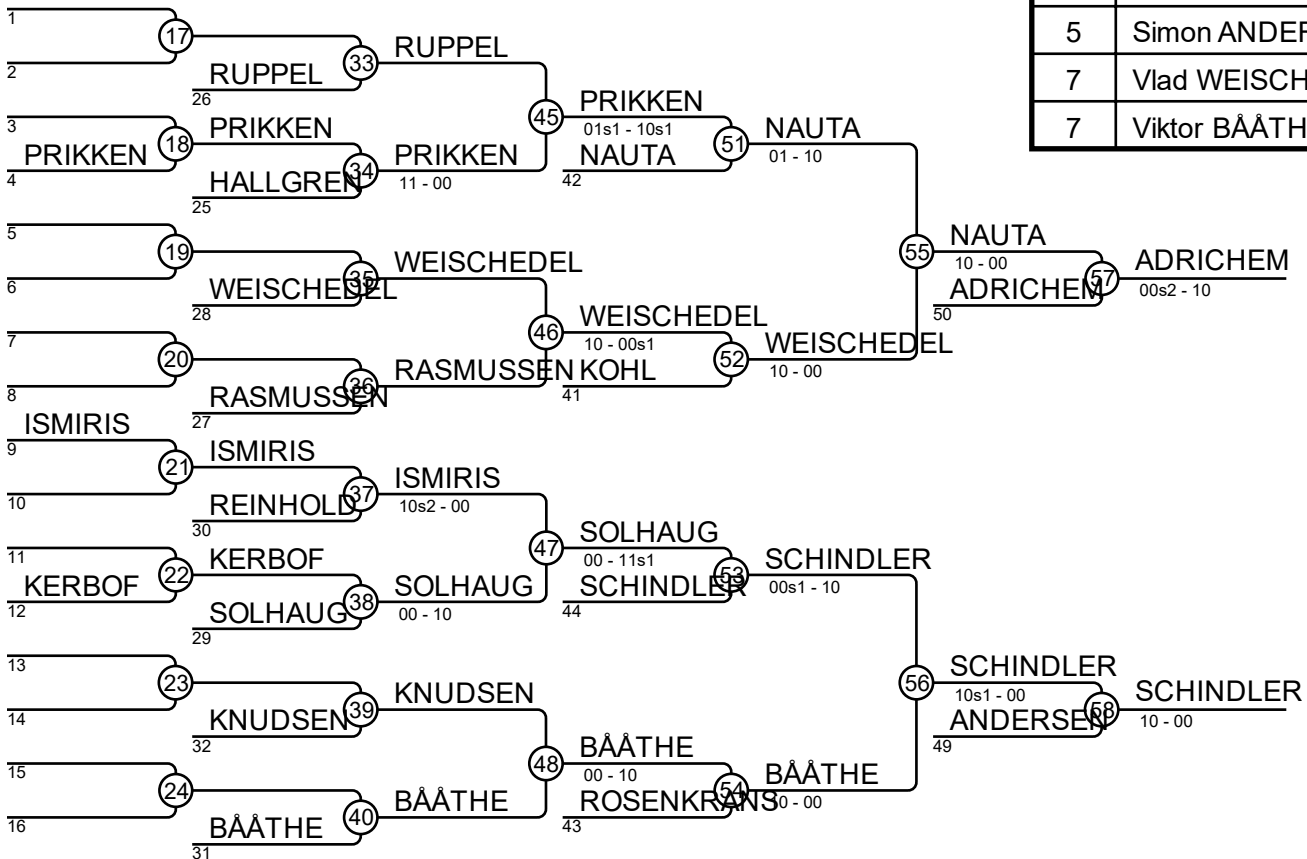 1
17
2
RUPPEL
26
33
RUPPEL
3
18
PRIKKEN
4
PRIKKEN
HALLGREN
25
34
PRIKKEN
11 - 00
45
PRIKKEN
01s1 - 10s1
NAUTA
42
51
NAUTA
01 - 10
5
19
6
WEISCHEDEL
28
35
WEISCHEDEL
7
20
8
RASMUSSEN
27
36
RASMUSSEN
46
WEISCHEDEL
10 - 00s1
KOHL
41
52
WEISCHEDEL
10 - 00
55
NAUTA
10 - 00
ADRICHEM
50
57
ADRICHEM
00s2 - 10
ISMIRIS
9
21
10
ISMIRIS
REINHOLD
30
37
ISMIRIS
10s2 - 00
11
22
KERBOF
12
KERBOF
SOLHAUG
29
38
SOLHAUG
00 - 10
47
SOLHAUG
00 - 11s1
SCHINDLER
44
53
SCHINDLER
00s1 - 10
13
23
14
KNUDSEN
32
39
KNUDSEN
15
24
16
BÅÅTHE
31
40
BÅÅTHE
48
BÅÅTHE
00 - 10
ROSENKRANS
43
54
BÅÅTHE
10 - 00
56
SCHINDLER
10s1 - 00
ANDERSEN
49
58
SCHINDLER
10 - 00
5 Simon ANDER
7 Vlad WEISCH
7 Viktor BÅÅTH